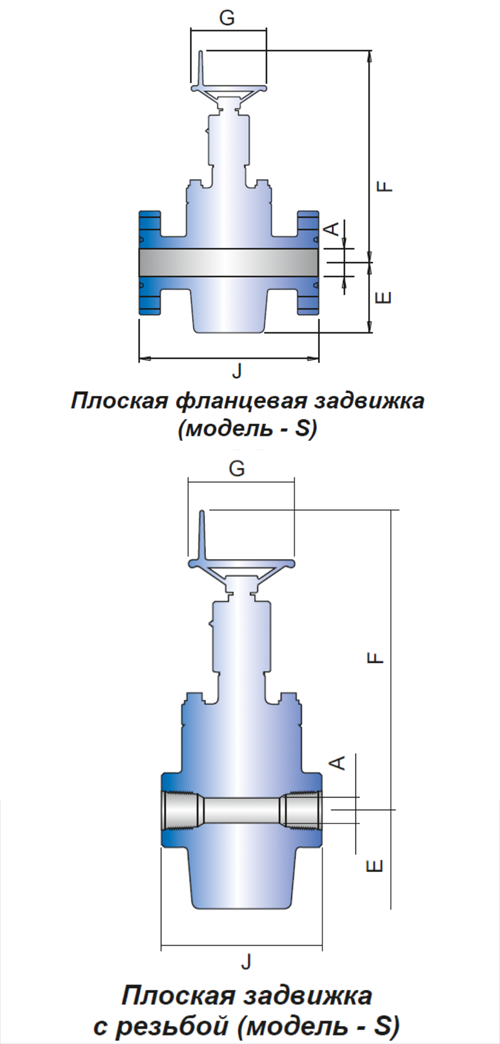 G
F
A
E
J
Плоская фланцевая задвижка
(модель - S)
G
F
A
E
J
Плоская задвижка
с резьбой (модель - S)